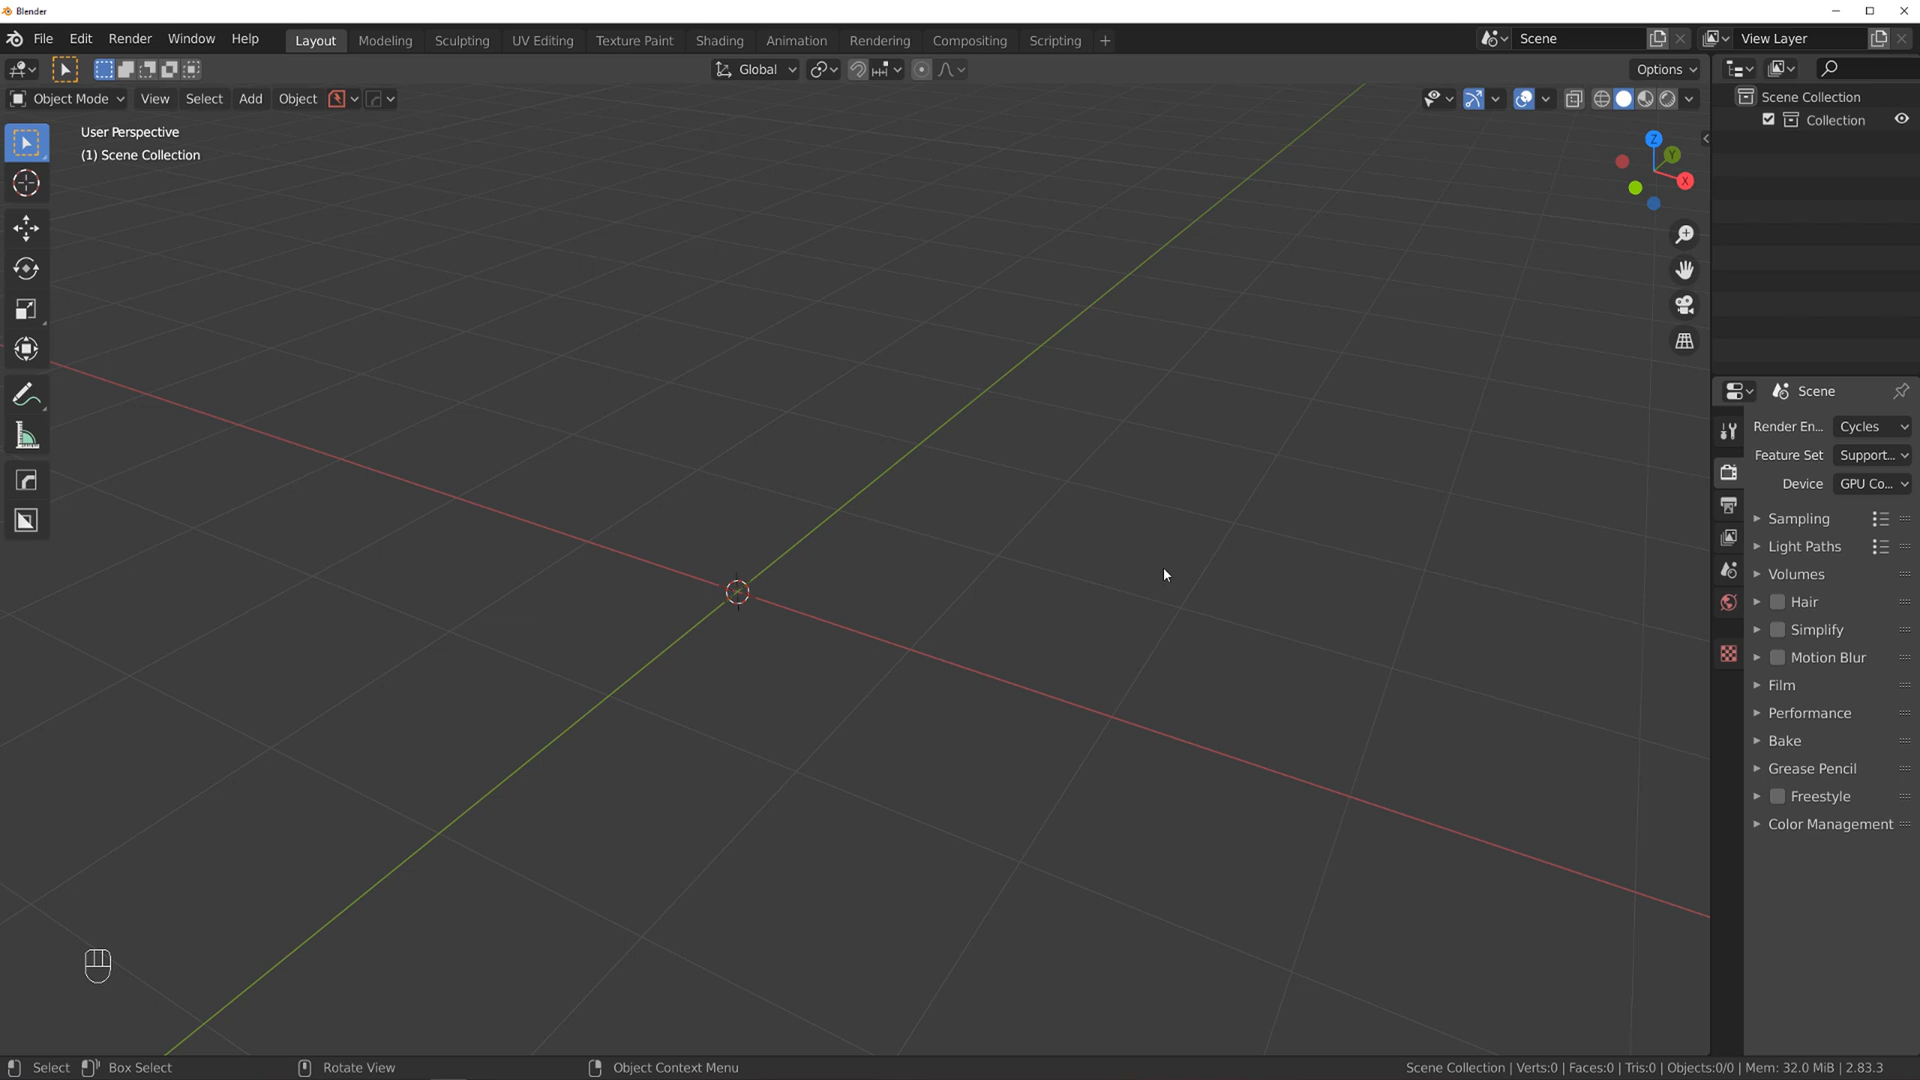 Blender
File Edit Render Window Help Layout Modeling Sculpting UV Editing Texture Paint Shading Animation Rendering Compositing Scripting + Scene View Layer
Global Options
Object Mode View Select Add Object
User Perspective
(1) Scene Collection
Z
Y
X
Scene Collection
Collection
Scene
Render En... Cycles
Feature Set Support...
Device GPU Co...
Sampling
Light Paths
Volumes
Hair
Simplify
Motion Blur
Film
Performance
Bake
Grease Pencil
Freestyle
Color Management
Select Box Select Rotate View Object Context Menu Scene Collection | Verts:0 | Faces:0 | Tris:0 | Objects:0/0 | Mem: 32.0 MiB | 2.83.3